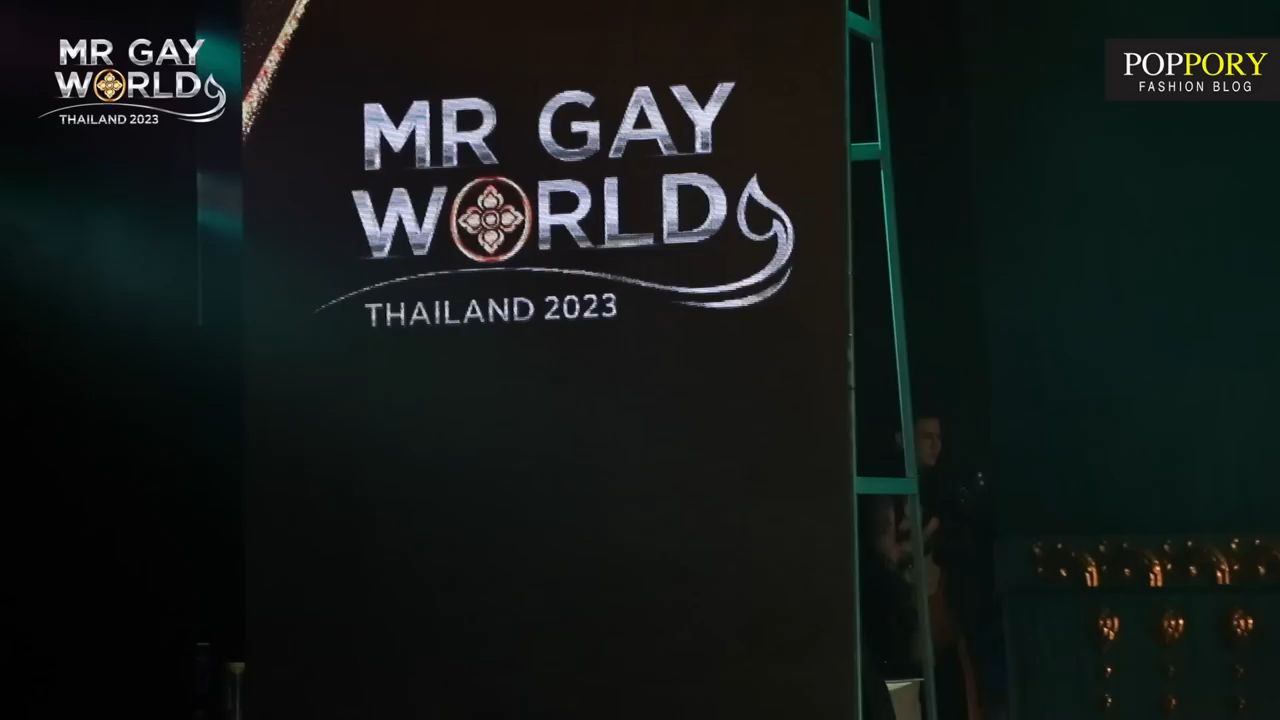 MR GAY
WORLD
THAILAND 2023
POPPORY
FASHION BLOG
MR GAY
WORLD
THAILAND 2023